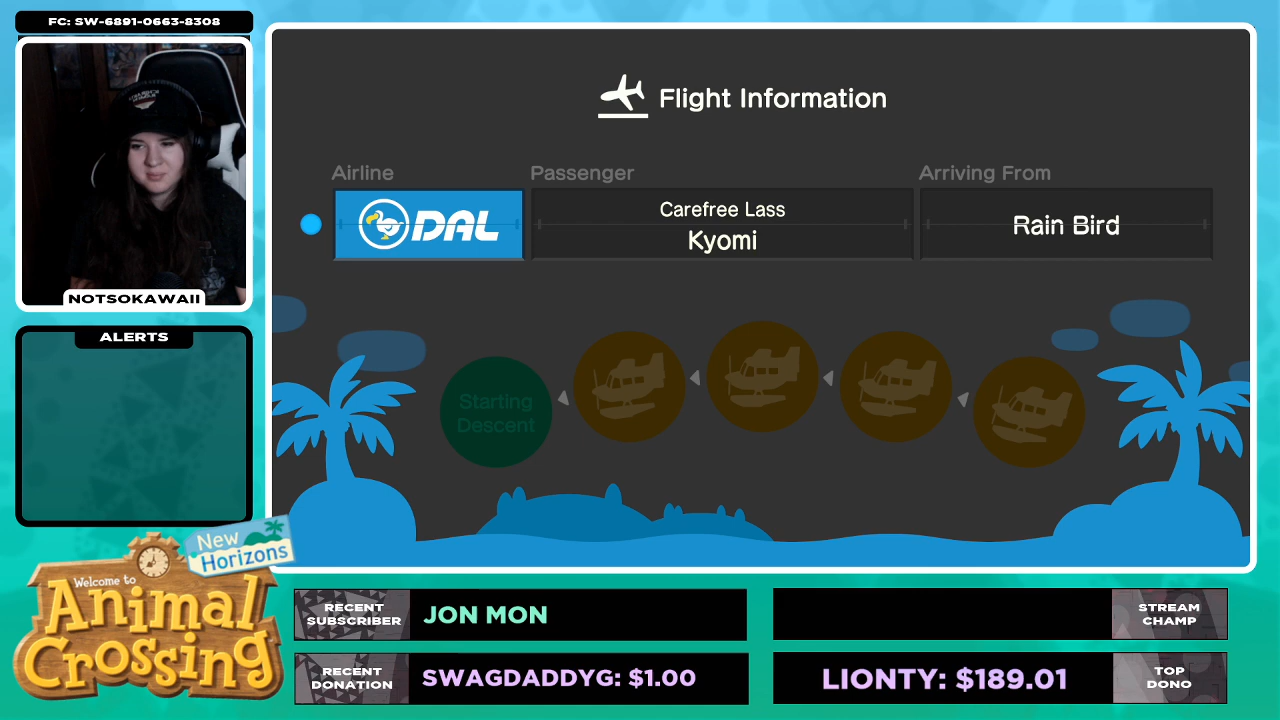 FC: SW-6891-0663-8308
NOTSOKAWAII
ALERTS
Flight Information
Airline
Passenger
Arriving From
DAL
Carefree Lass
Kyomi
Rain Bird
Starting
Descent
New
Horizons
Welcome to
Animal
Crossing
RECENT
SUBSCRIBER
JON MON
STREAM
CHAMP
RECENT
DONATION
SWAGDADDYG: $1.00
LIONTY: $189.01
TOP
DONO